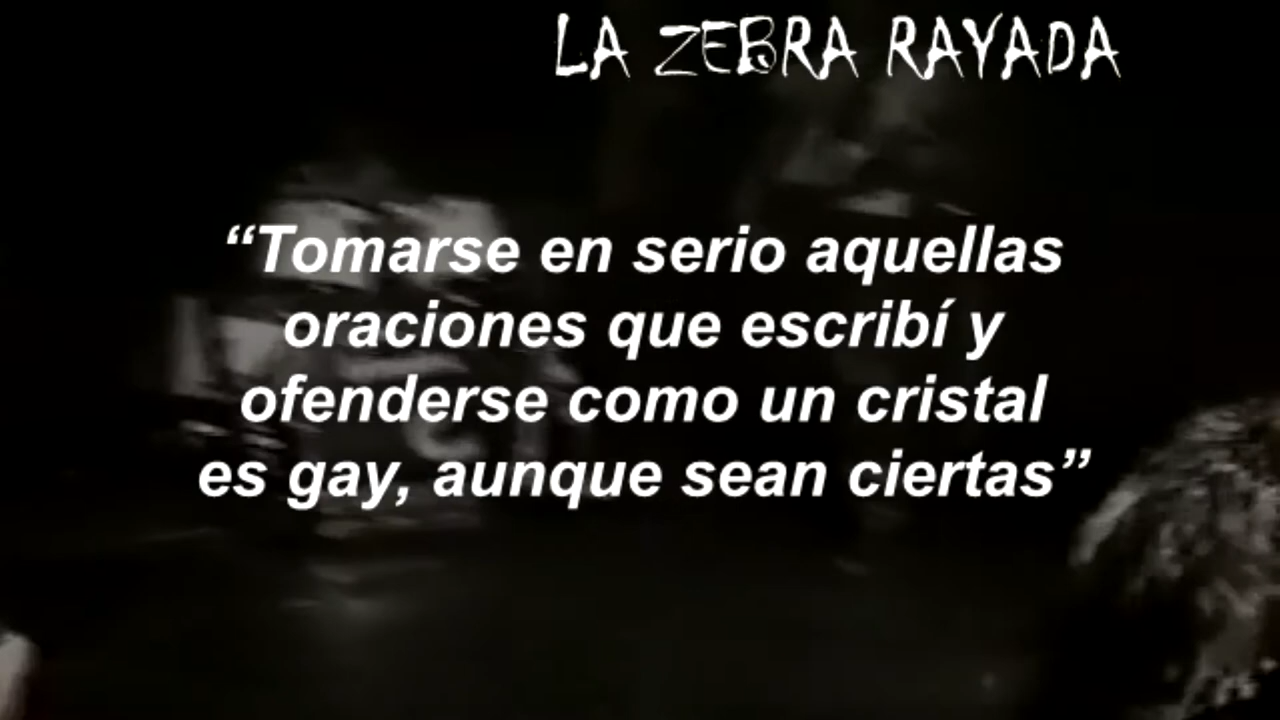 LA ZEBRA RAYADA
“Tomarse en serio aquellas
oraciones que escribí y
ofenderse como un cristal
es gay, aunque sean ciertas”